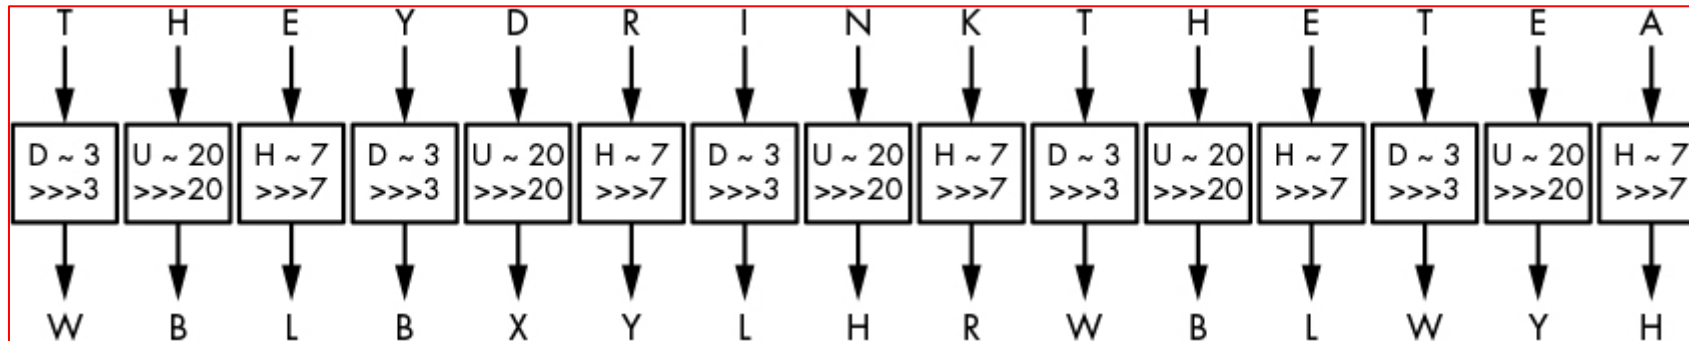 T H E Y D R I N K T H E T E A
D ~ 3 U ~ 20 H ~ 7 D ~ 3 U ~ 20 H ~ 7 D ~ 3 U ~ 20 H ~ 7 D ~ 3 U ~ 20 H ~ 7 D ~ 3 U ~ 20 H ~ 7
>>>3 >>>20 >>>7 >>>3 >>>20 >>>7 >>>3 >>>20 >>>7 >>>3 >>>20 >>>7 >>>3 >>>20 >>>7
W B L B X Y L H R W B L W Y H